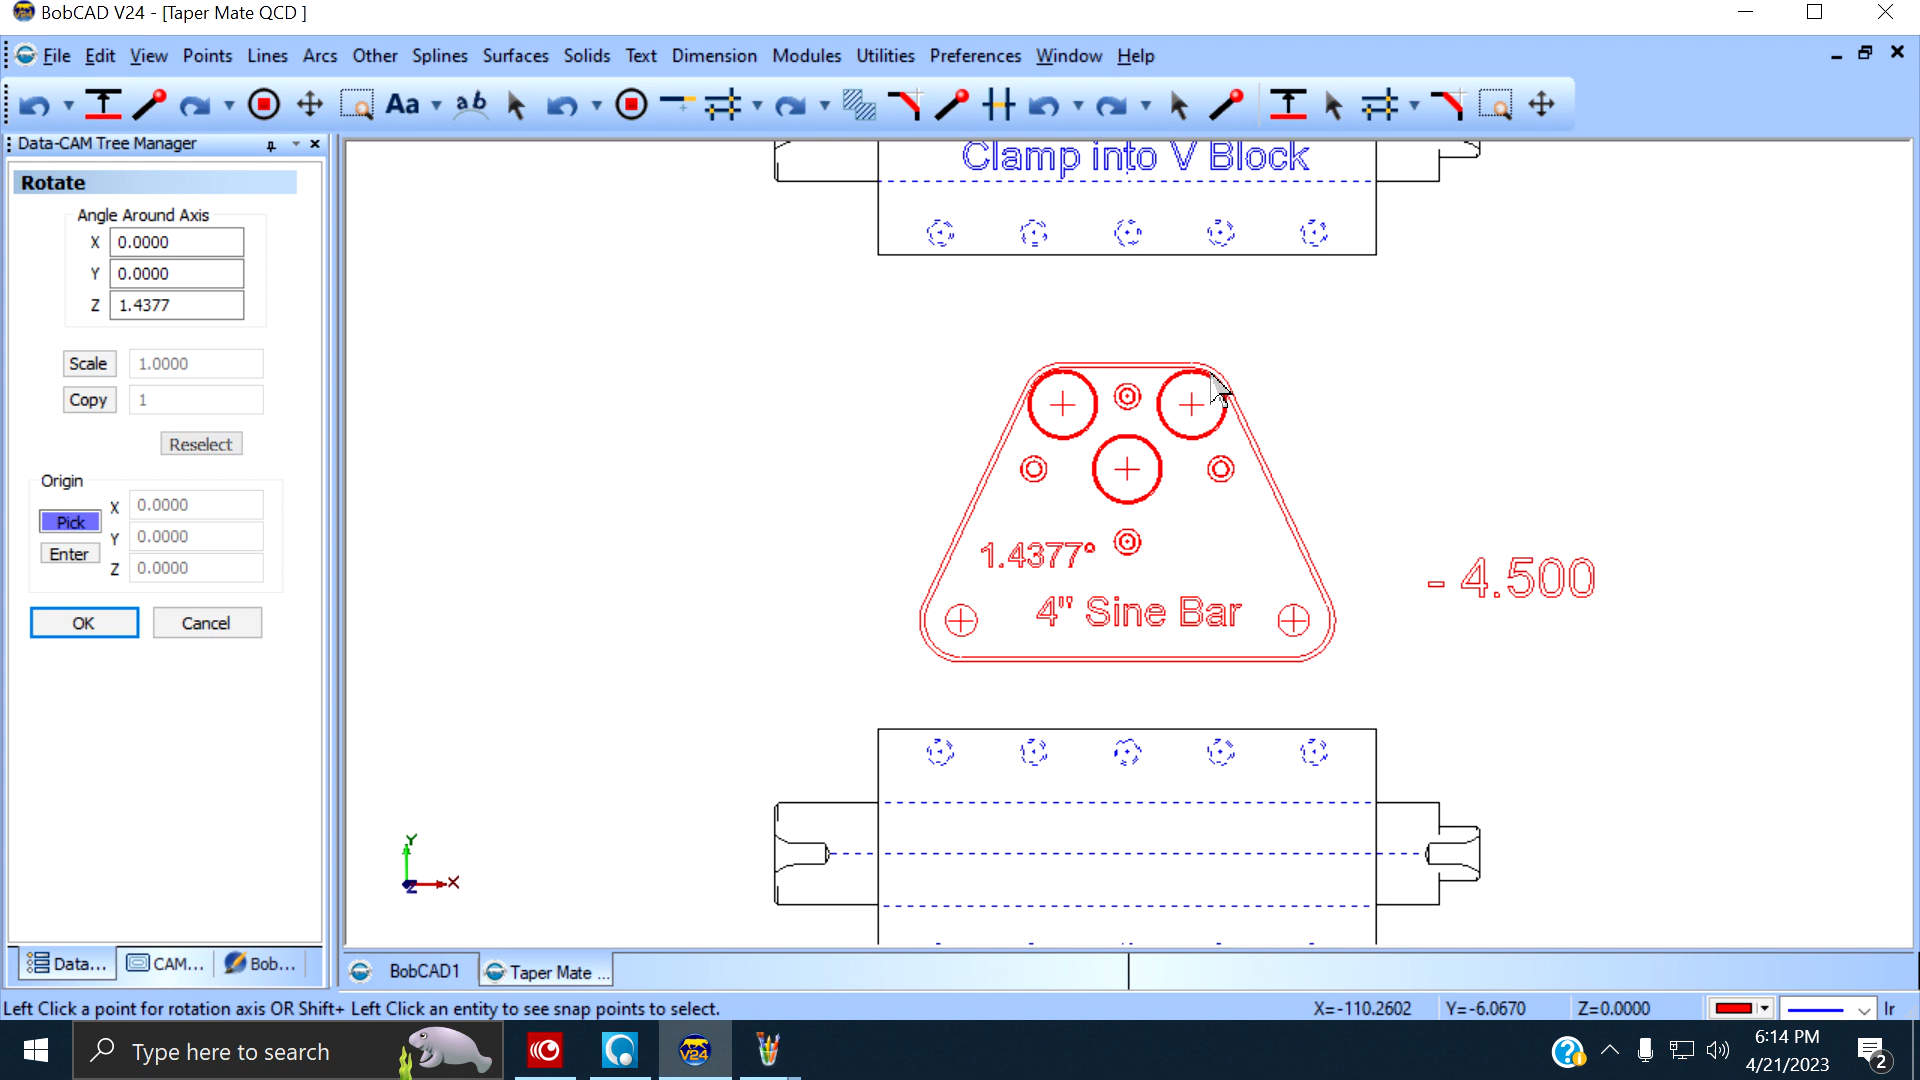 BobCAD V24 - [Taper Mate QCD ]
File Edit View Points Lines Arcs Other Splines Surfaces Solids Text Dimension Modules Utilities Preferences Window Help
Aa ab
Data-CAM Tree Manager
Rotate
Angle Around Axis
X 0.0000
Y 0.0000
Z 1.4377
Scale 1.0000
Copy 1
Reselect
Origin
Pick X 0.0000
Y 0.0000
Enter Z 0.0000
OK Cancel
Clamp into V Block
1.4377°
4" Sine Bar
- 4.500
Y
X
Z
Data... CAM... Bob...
BobCAD1 Taper Mate ...
Left Click a point for rotation axis OR Shift+ Left Click an entity to see snap points to select.
X=-110.2602 Y=-6.0670 Z=0.0000
Type here to search
V24
6:14 PM
4/21/2023
2